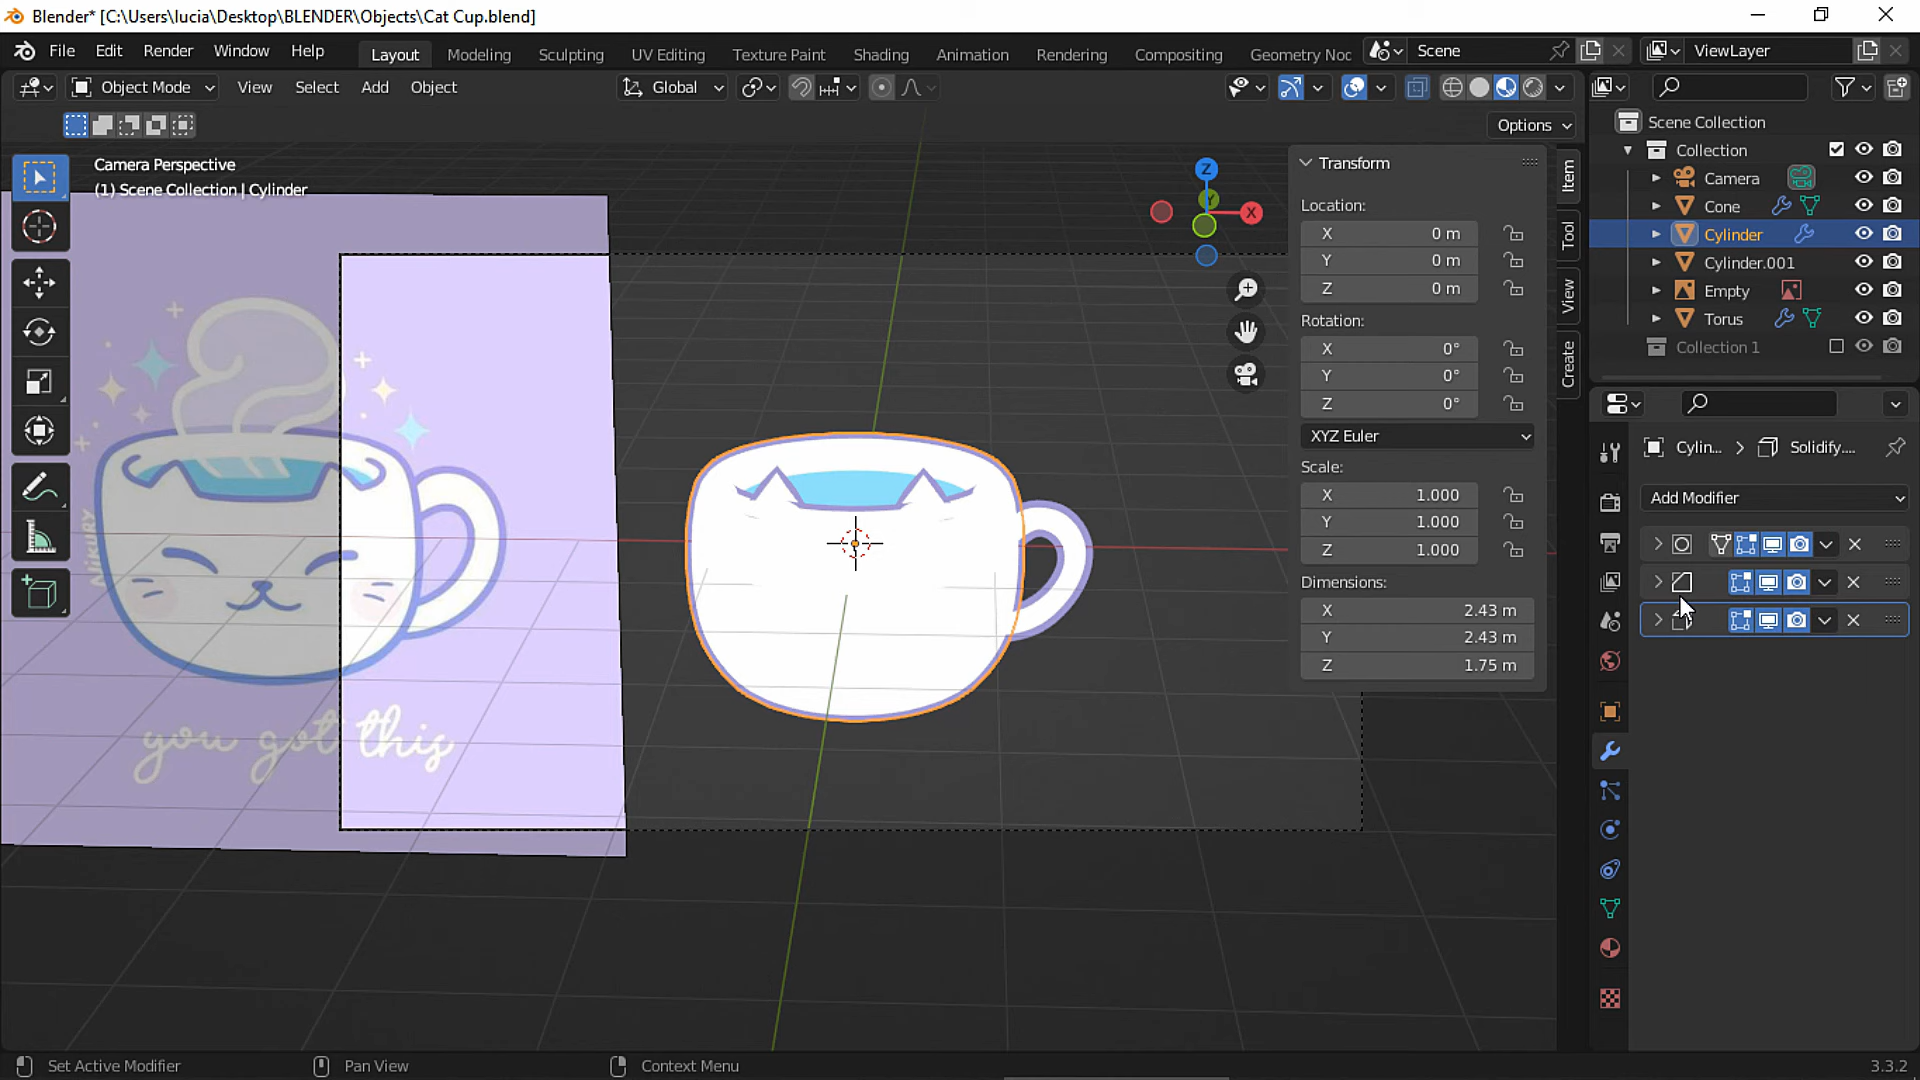 Blender* [C:\Users\lucia\Desktop\BLENDER\Objects\Cat Cup.blend]
File Edit Render Window Help
Layout Modeling Sculpting UV Editing Texture Paint Shading Animation Rendering Compositing Geometry Noc
Scene
ViewLayer
Object Mode View Select Add Object
Global
Options
Camera Perspective
(1) Scene Collection | Cylinder
Z
Y
X
Transform
Location:
X 0 m
Y 0 m
Z 0 m
Rotation:
X 0°
Y 0°
Z 0°
XYZ Euler
Scale:
X 1.000
Y 1.000
Z 1.000
Dimensions:
X 2.43 m
Y 2.43 m
Z 1.75 m
Item
Tool
View
Create
Scene Collection
Collection
Camera
Cone
Cylinder
Cylinder.001
Empty
Torus
Collection 1
Cylin... > Solidify....
Add Modifier
NiKURY
you got this
Set Active Modifier
Pan View
Context Menu
3.3.2